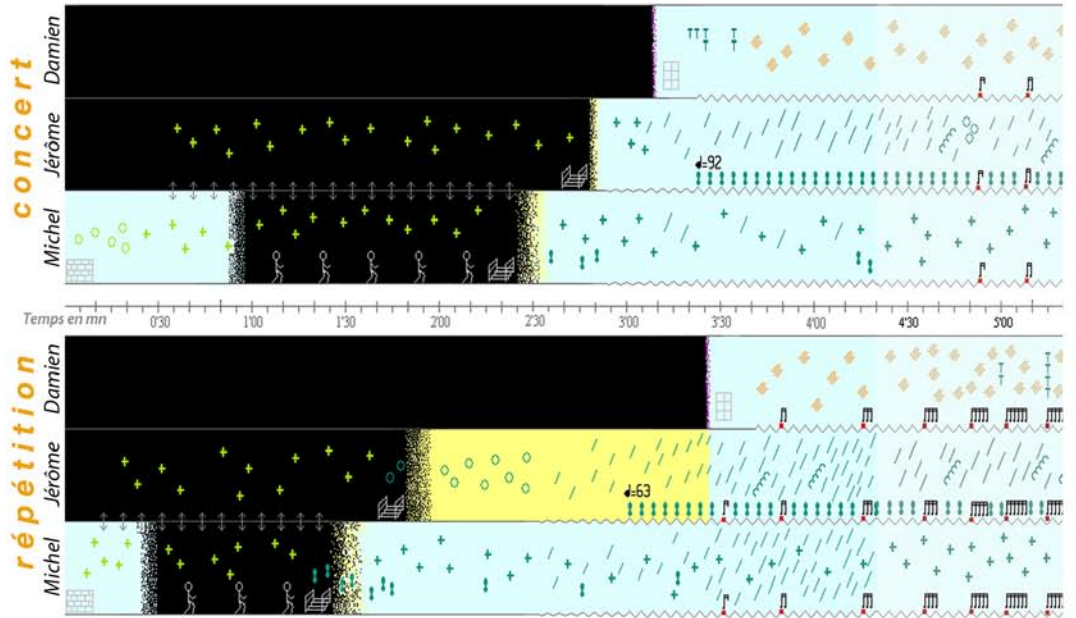 concert
Damien
Jérôme
♩=92
Michel
Temps en mn 0'30 1'00 1'30 2'00 2'30 3'00 3'30 4'00 4'30 5'00
répétition
Damien
Jérôme
♩=63
Michel